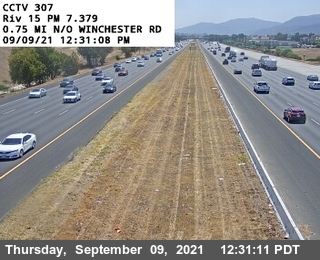 CCTV 307
Riv 15 PM 7.379
0.75 MI N/O WINCHESTER RD
09/09/21 12:31:08 PM
Thursday, September 09, 2021 12:31:11 PDT